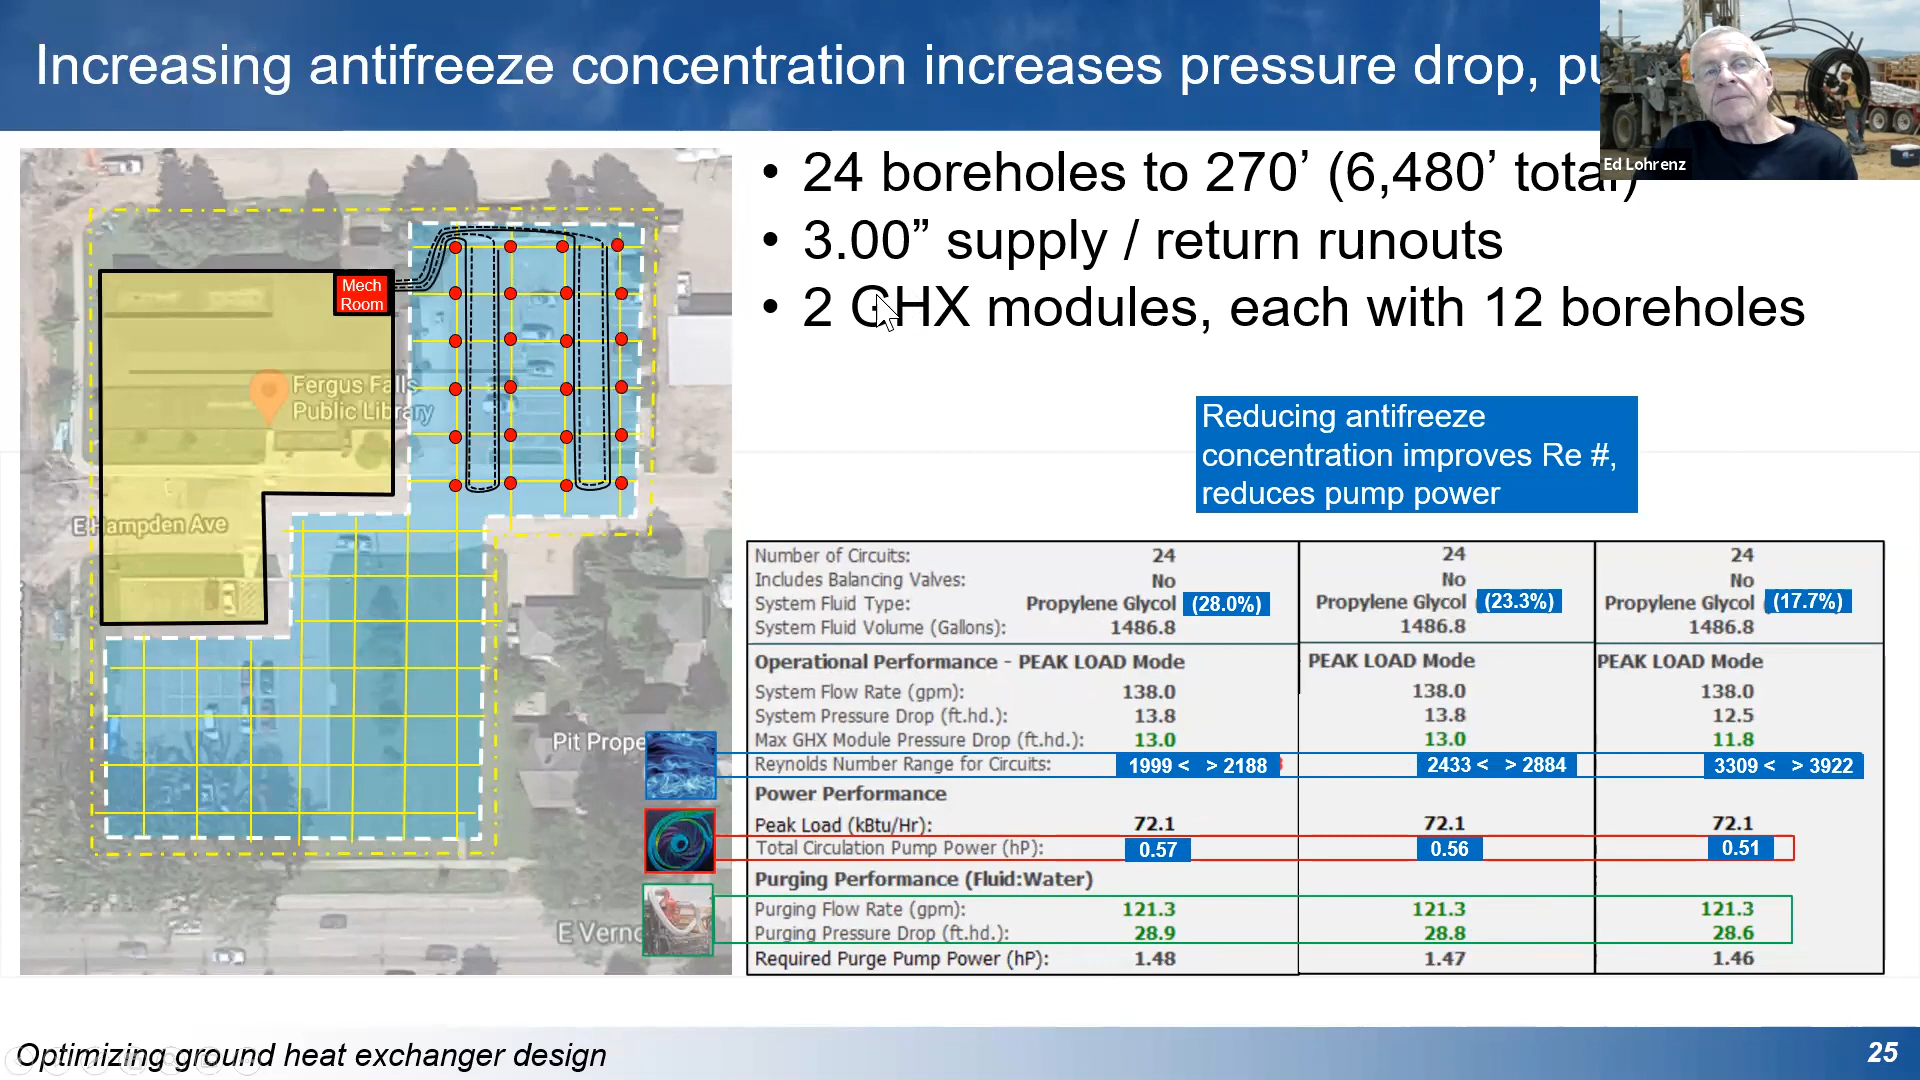 Increasing antifreeze concentration increases pressure drop, pu
Ed Lohrenz
• 24 boreholes to 270’ (6,480’ total)
• 3.00” supply / return runouts
• 2 GHX modules, each with 12 boreholes
Mech
Room
Fergus Falls
Public Library
E Hampden Ave
Pit Prope
E Verno
Reducing antifreeze
concentration improves Re #,
reduces pump power
Number of Circuits: 24 24 24
Includes Balancing Valves: No No No
System Fluid Type: Propylene Glycol (28.0%) Propylene Glycol (23.3%) Propylene Glycol (17.7%)
System Fluid Volume (Gallons): 1486.8 1486.8 1486.8
Operational Performance - PEAK LOAD Mode PEAK LOAD Mode PEAK LOAD Mode
System Flow Rate (gpm): 138.0 138.0 138.0
System Pressure Drop (ft.hd.): 13.8 13.8 12.5
Max GHX Module Pressure Drop (ft.hd.): 13.0 13.0 11.8
Reynolds Number Range for Circuits: 1999 < > 2188 2433 < > 2884 3309 < > 3922
Power Performance
Peak Load (kBtu/Hr): 72.1 72.1 72.1
Total Circulation Pump Power (hP): 0.57 0.56 0.51
Purging Performance (Fluid:Water)
Purging Flow Rate (gpm): 121.3 121.3 121.3
Purging Pressure Drop (ft.hd.): 28.9 28.8 28.6
Required Purge Pump Power (hP): 1.48 1.47 1.46
Optimizing ground heat exchanger design
25